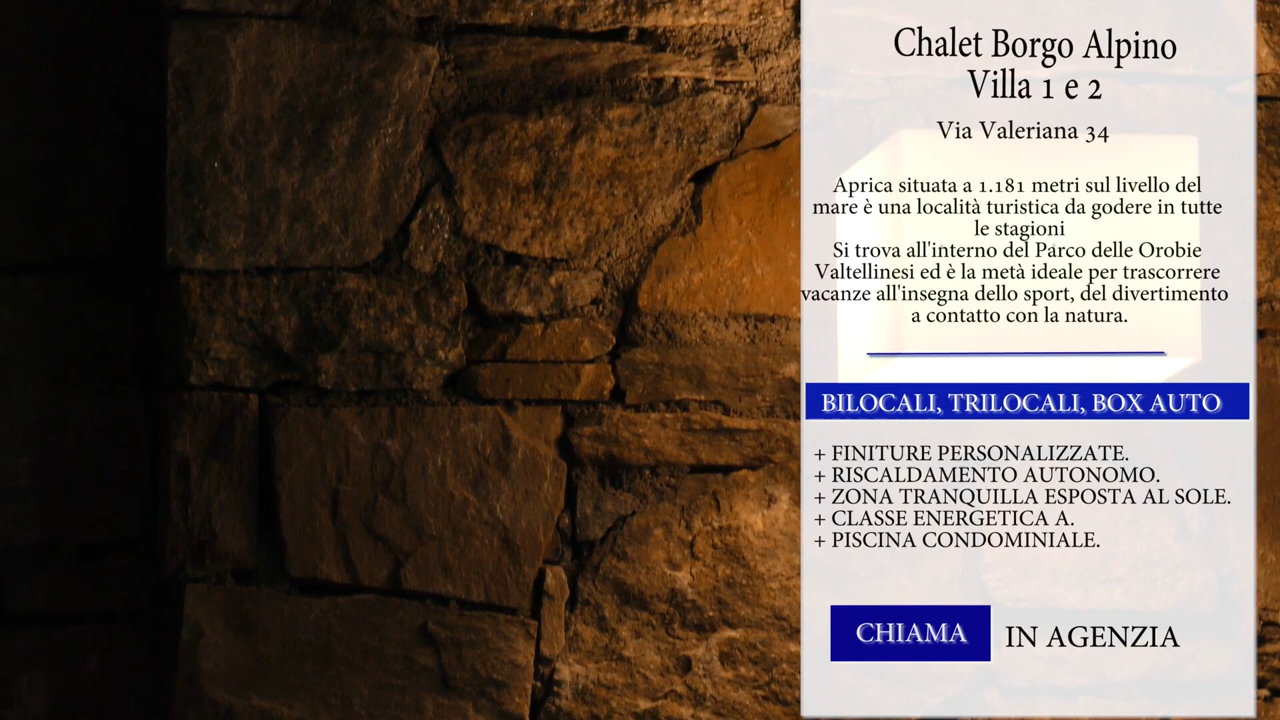 Chalet Borgo Alpino
Villa 1 e 2
Via Valeriana 34
Aprica situata a 1.181 metri sul livello del
mare è una località turistica da godere in tutte
le stagioni
Si trova all'interno del Parco delle Orobie
Valtellinesi ed è la metà ideale per trascorrere
vacanze all'insegna dello sport, del divertimento
a contatto con la natura.
BILOCALI, TRILOCALI, BOX AUTO
+ FINITURE PERSONALIZZATE.
+ RISCALDAMENTO AUTONOMO.
+ ZONA TRANQUILLA ESPOSTA AL SOLE.
+ CLASSE ENERGETICA A.
+ PISCINA CONDOMINIALE.
CHIAMA IN AGENZIA